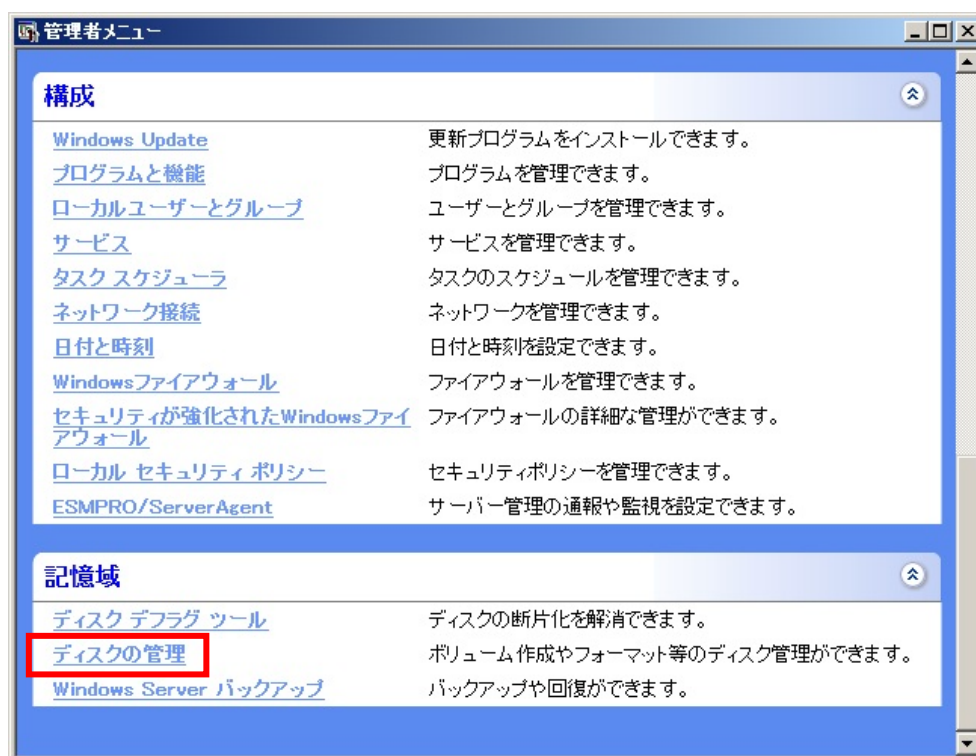 管理者メニュー
構成
Windows Update 更新プログラムをインストールできます。
プログラムと機能 プログラムを管理できます。
ローカルユーザーとグループ ユーザーとグループを管理できます。
サービス サービスを管理できます。
タスク スケジューラ タスクのスケジュールを管理できます。
ネットワーク接続 ネットワークを管理できます。
日付と時刻 日付と時刻を設定できます。
Windowsファイアウォール ファイアウォールを管理できます。
セキュリティが強化されたWindowsファイ ファイアウォールの詳細な管理ができます。
アウォール
ローカル セキュリティ ポリシー セキュリティポリシーを管理できます。
ESMPRO/ServerAgent サーバー管理の通報や監視を設定できます。
記憶域
ディスク デフラグ ツール ディスクの断片化を解消できます。
ディスクの管理 ボリューム作成やフォーマット等のディスク管理ができます。
Windows Server バックアップ バックアップや回復ができます。